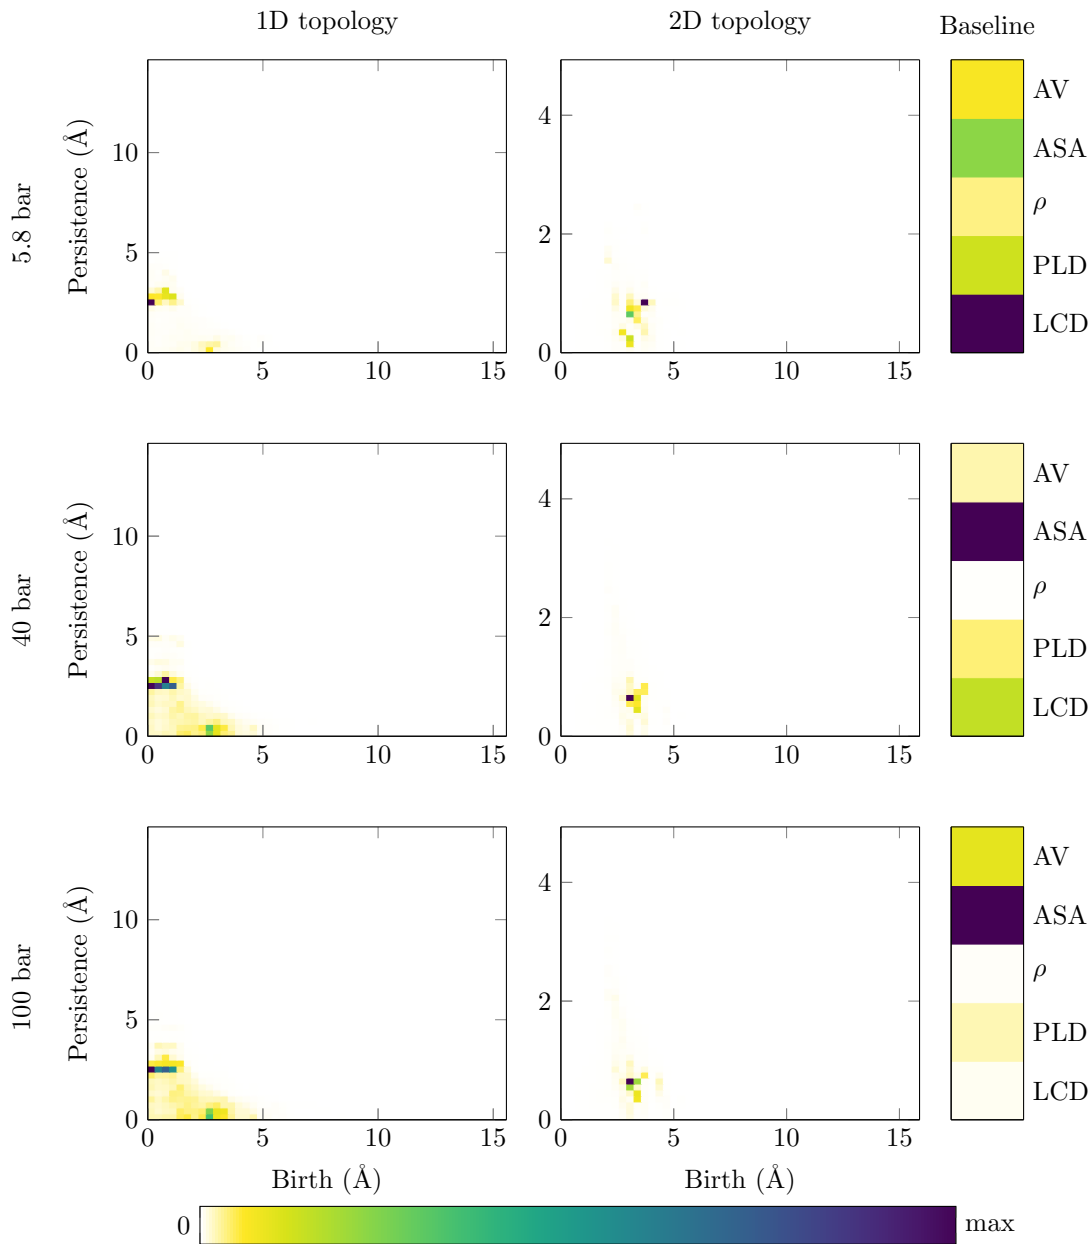 1D topology 2D topology Baseline
5.8 bar
Persistence (Å)
10
5
0
0 5 10 15
4
2
0
0 5 10 15
AV
ASA
ρ
PLD
LCD
40 bar
Persistence (Å)
10
5
0
0 5 10 15
4
2
0
0 5 10 15
AV
ASA
ρ
PLD
LCD
100 bar
Persistence (Å)
10
5
0
0 5 10 15
Birth (Å)
4
2
0
0 5 10 15
Birth (Å)
AV
ASA
ρ
PLD
LCD
0 max